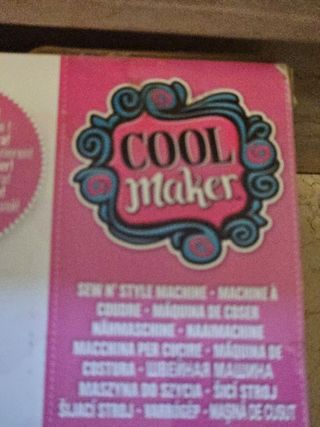 COOL
Maker
SEW N' STYLE MACHINE · MACHINE À
COUDRE · MÁQUINA DE COSER
NÄHMASCHINE · NAAIMACHINE
MACCHINA PER CUCIRE · MÁQUINA DE
COSTURA · ШВЕЙНАЯ МАШИНА
MASZYNA DO SZYCIA · ŠICÍ STROJ
ŠIJACÍ STROJ · VARRÓGÉP · MAȘINA DE CUSUT